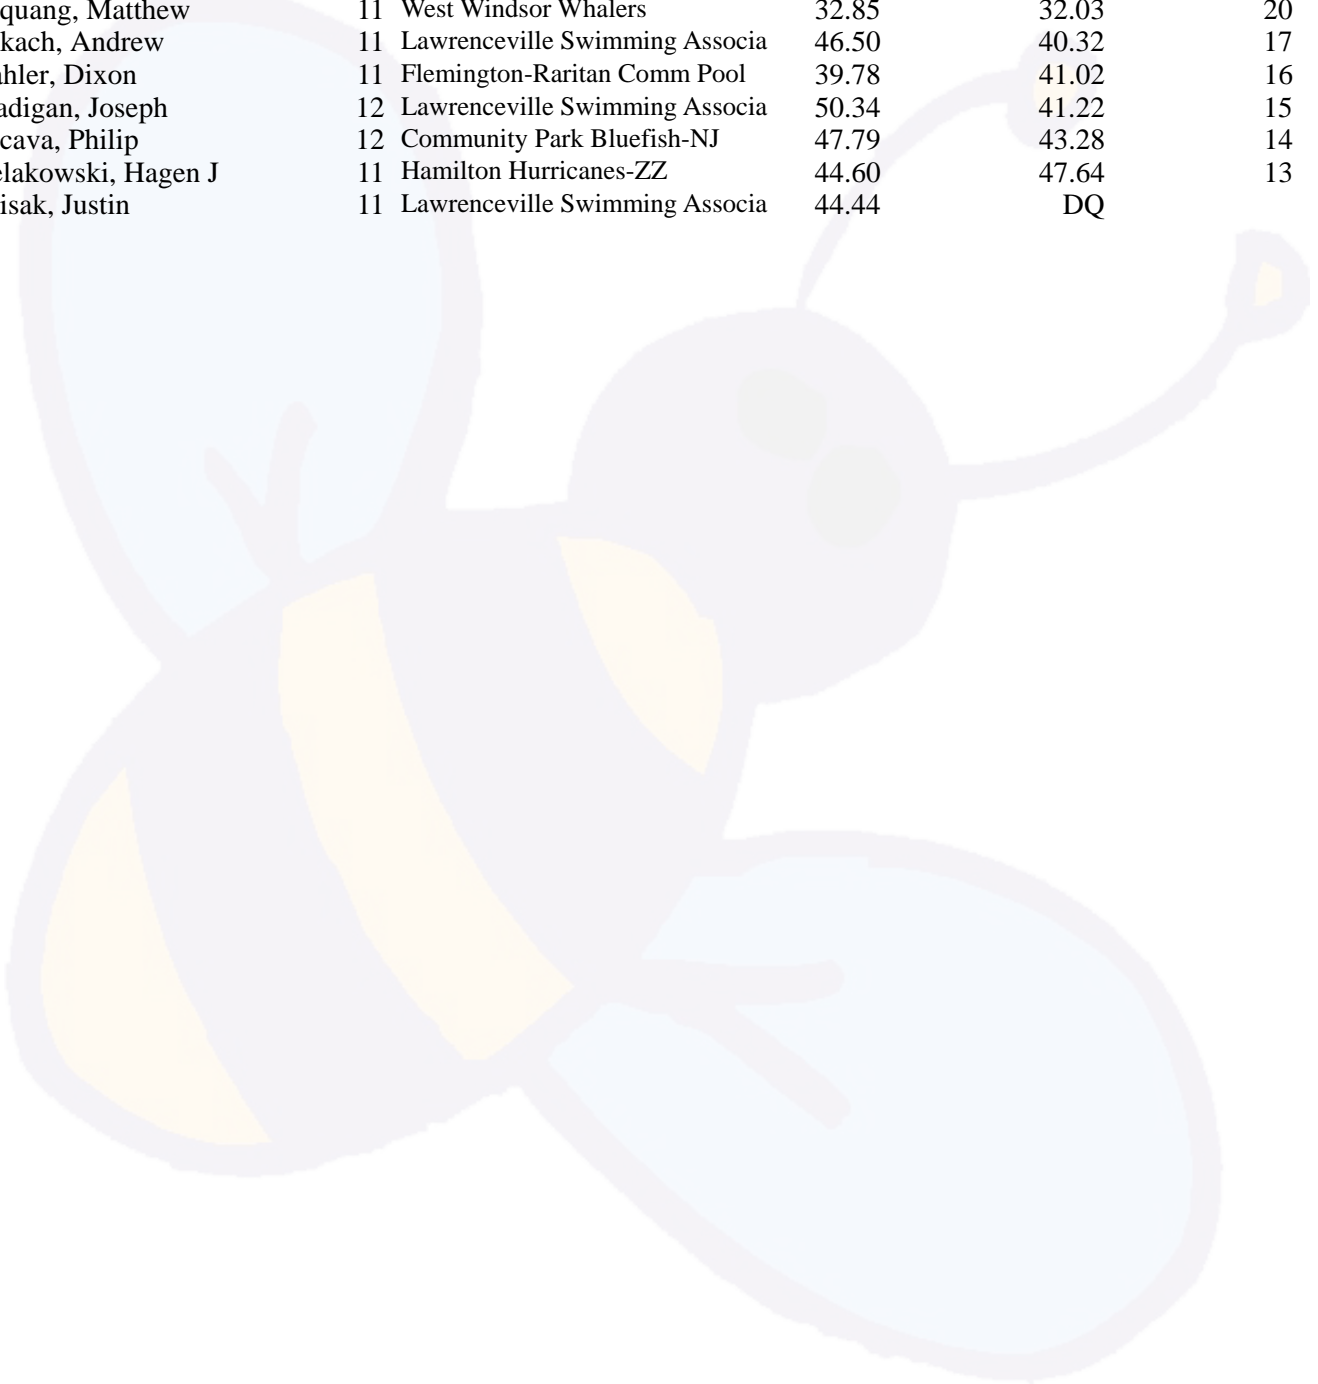 quang, Matthew 11 West Windsor Whalers 32.85 32.03 20
kach, Andrew 11 Lawrenceville Swimming Associa 46.50 40.32 17
hler, Dixon 11 Flemington-Raritan Comm Pool 39.78 41.02 16
adigan, Joseph 12 Lawrenceville Swimming Associa 50.34 41.22 15
cava, Philip 12 Community Park Bluefish-NJ 47.79 43.28 14
elakowski, Hagen J 11 Hamilton Hurricanes-ZZ 44.60 47.64 13
isak, Justin 11 Lawrenceville Swimming Associa 44.44 DQ